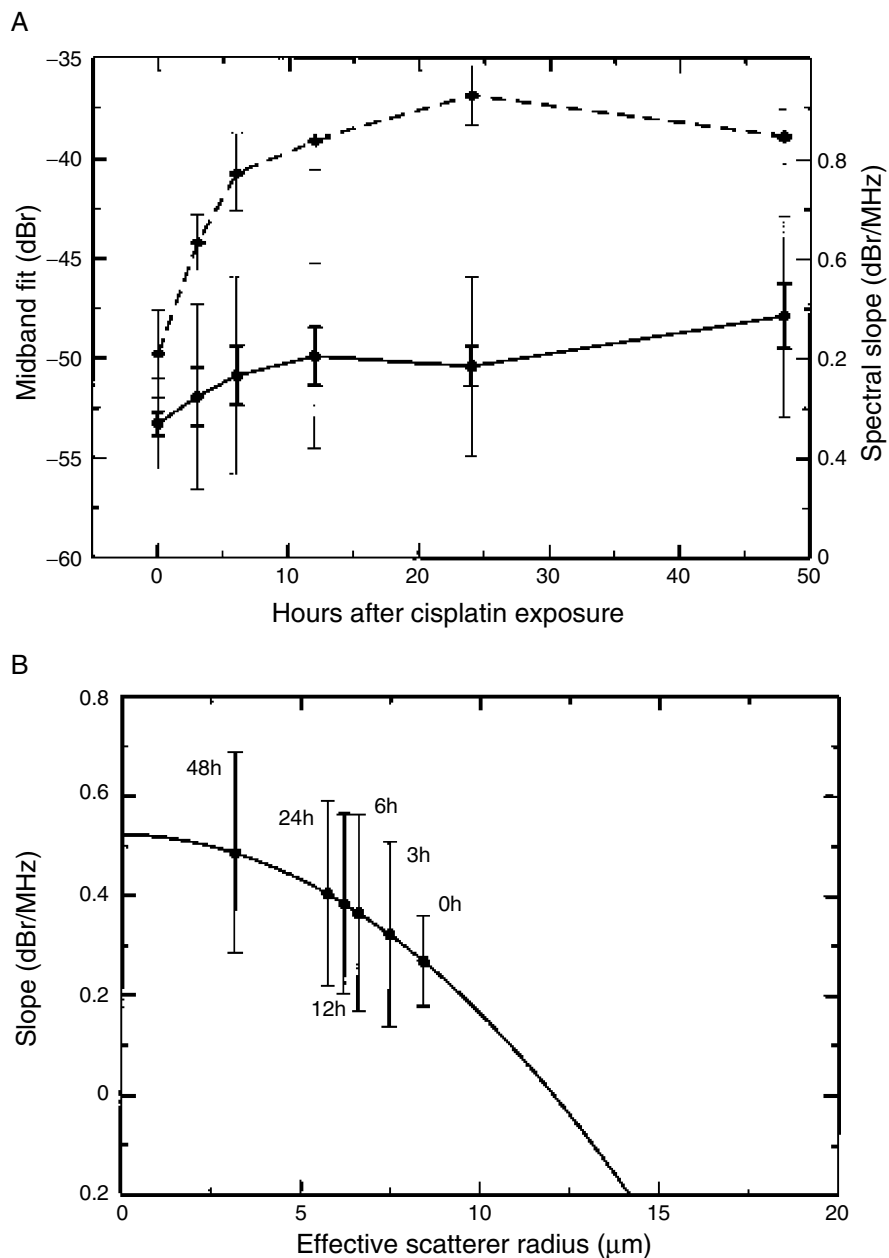 A
−35
−40
−45
−50
−55
−60
Midband fit (dBr)
0.8
0.6
0.2
0.4
0
Spectral slope (dBr/MHz)
0 10 20 30 40 50
Hours after cisplatin exposure
B
0.8
0.6
0.4
0.2
0
0.2
Slope (dBr/MHz)
48h
24h
6h
3h
0h
12h
0 5 10 15 20
Effective scatterer radius (μm)